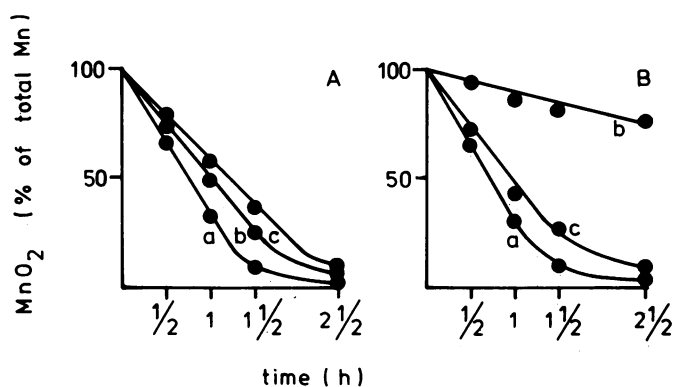 MnO2 (% of total Mn)
A
100
50
a b c
1/2 1 1 1/2 2 1/2
B
100
50
b
a c
1/2 1 1 1/2 2 1/2
time (h)